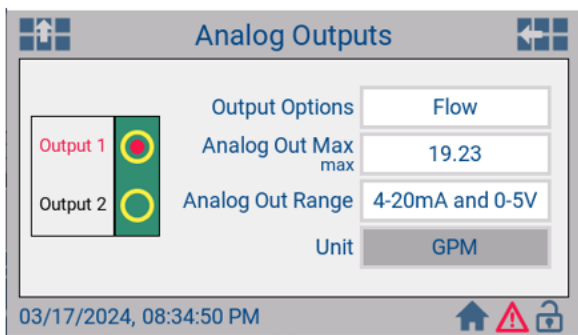 Analog Outputs
Output 1
Output 2
Output Options Flow
Analog Out Max 19.23
max
Analog Out Range 4-20mA and 0-5V
Unit GPM
03/17/2024, 08:34:50 PM